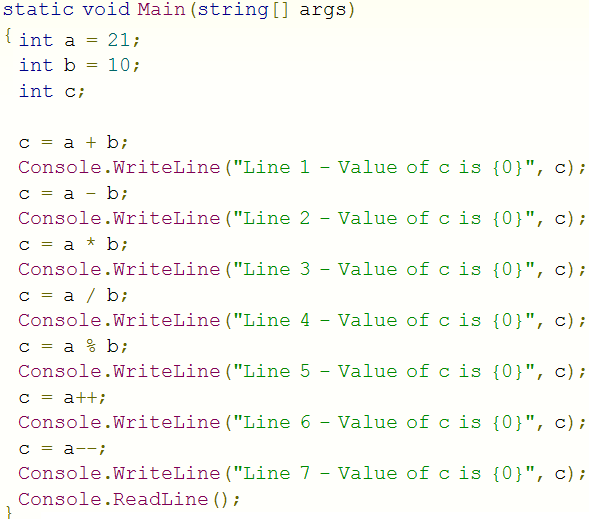 static void Main(string[] args)
{ int a = 21;
int b = 10;
int c;
c = a + b;
Console.WriteLine("Line 1 - Value of c is {0}", c);
c = a - b;
Console.WriteLine("Line 2 - Value of c is {0}", c);
c = a * b;
Console.WriteLine("Line 3 - Value of c is {0}", c);
c = a / b;
Console.WriteLine("Line 4 - Value of c is {0}", c);
c = a % b;
Console.WriteLine("Line 5 - Value of c is {0}", c);
c = a++;
Console.WriteLine("Line 6 - Value of c is {0}", c);
c = a--;
Console.WriteLine("Line 7 - Value of c is {0}", c);
Console.ReadLine();
}